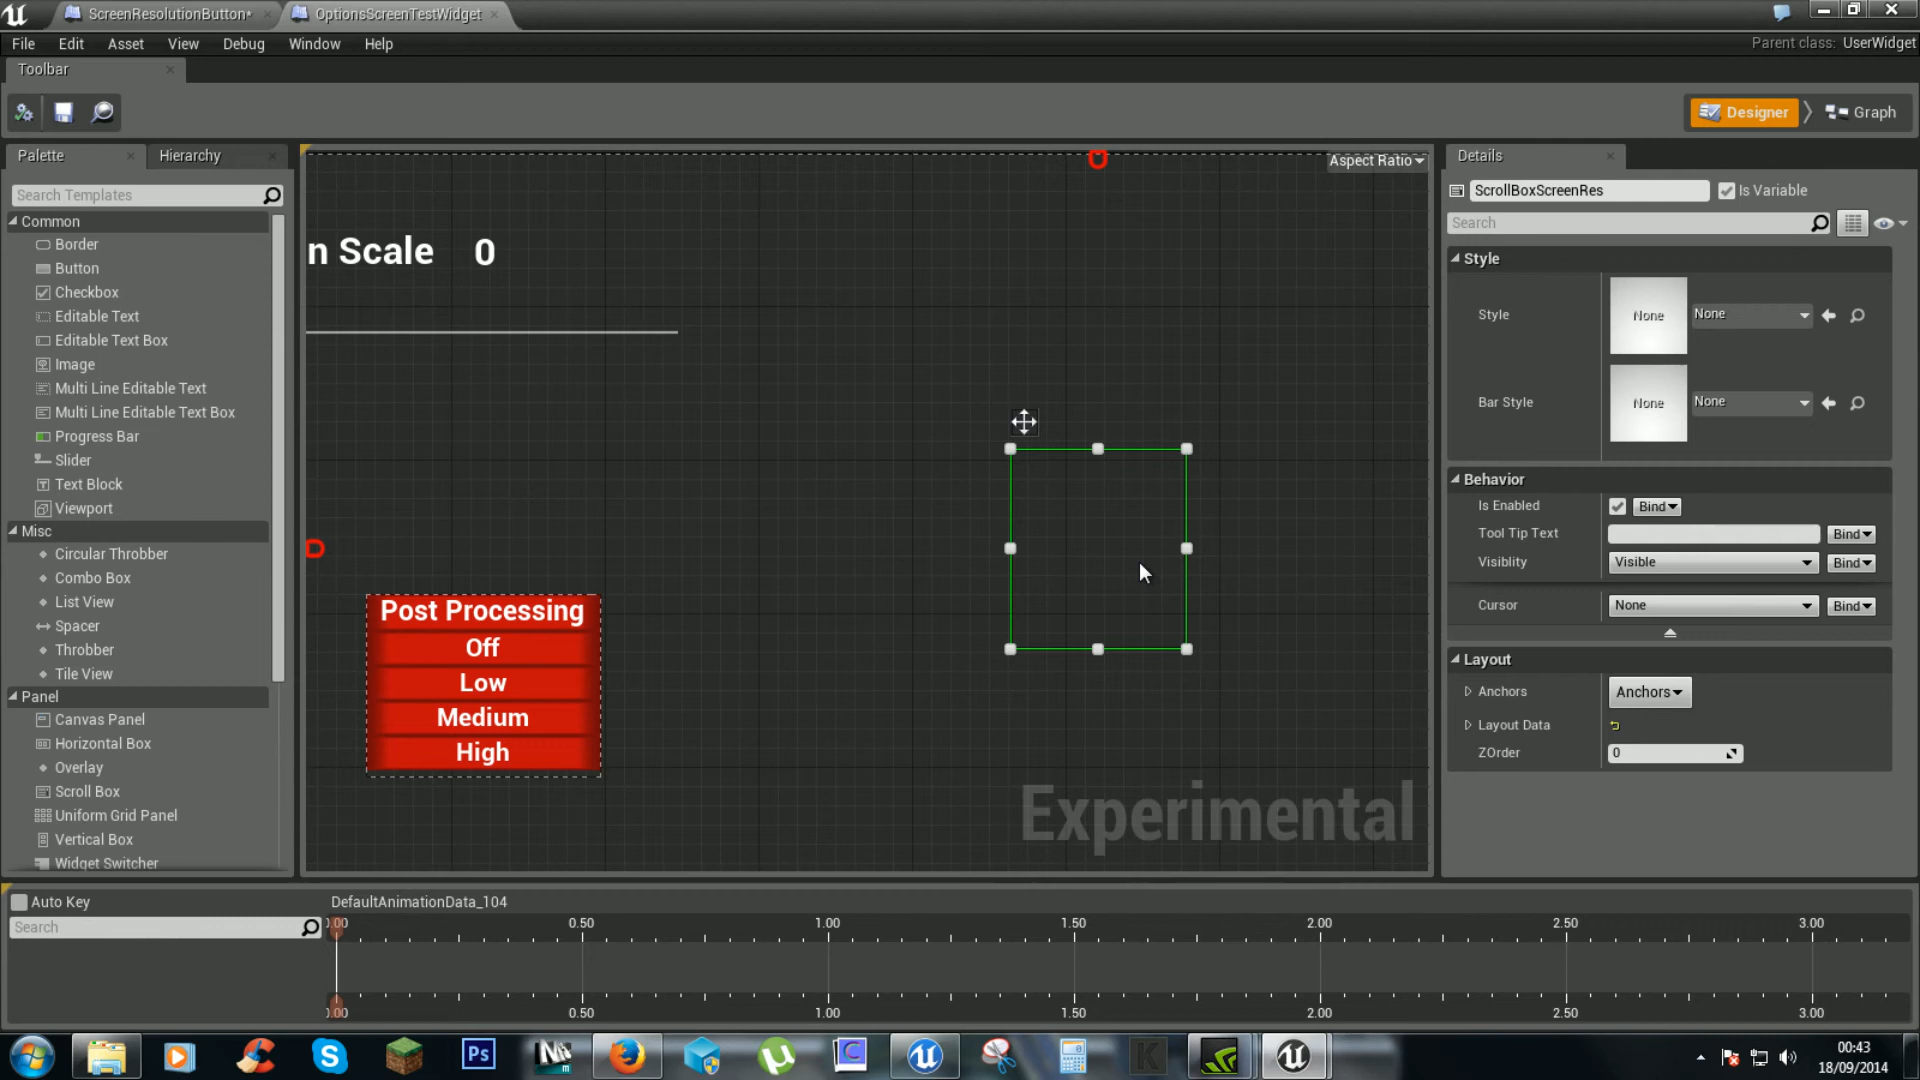 ScreenResolutionButton*
OptionsScreenTestWidget
File Edit Asset View Debug Window Help
Parent class: UserWidget
Toolbar
Designer
Graph
Palette
Hierarchy
Search Templates
Common
Border
Button
Checkbox
Editable Text
Editable Text Box
Image
Multi Line Editable Text
Multi Line Editable Text Box
Progress Bar
Slider
Text Block
Viewport
Misc
Circular Throbber
Combo Box
List View
Spacer
Throbber
Tile View
Panel
Canvas Panel
Horizontal Box
Overlay
Scroll Box
Uniform Grid Panel
Vertical Box
Widget Switcher
Aspect Ratio
n Scale 0
Post Processing
Off
Low
Medium
High
Experimental
Details
ScrollBoxScreenRes
Is Variable
Search
Style
Style None None
Bar Style None None
Behavior
Is Enabled Bind
Tool Tip Text Bind
Visiblity Visible Bind
Cursor None Bind
Layout
Anchors Anchors
Layout Data
ZOrder 0
Auto Key
DefaultAnimationData_104
Search
0.50 1.00 1.50 2.00 2.50 3.00
0.50 1.00 1.50 2.00 2.50 3.00
Ps
00:43
18/09/2014